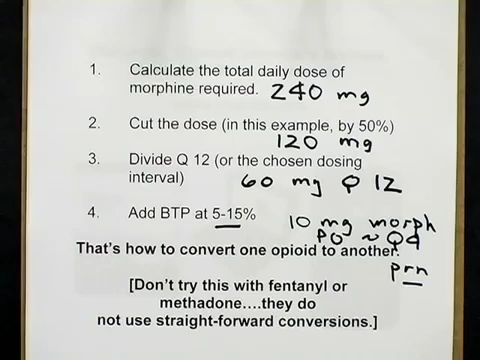 1. Calculate the total daily dose of
morphine required. 240 mg
2. Cut the dose (in this example, by 50%)
120 mg
3. Divide Q 12 (or the chosen dosing
interval) 60 mg Q 12
4. Add BTP at 5-15% 10 mg morph
PO ~ Q4
That's how to convert one opioid to another.
prn
[Don't try this with fentanyl or
methadone....they do
not use straight-forward conversions.]